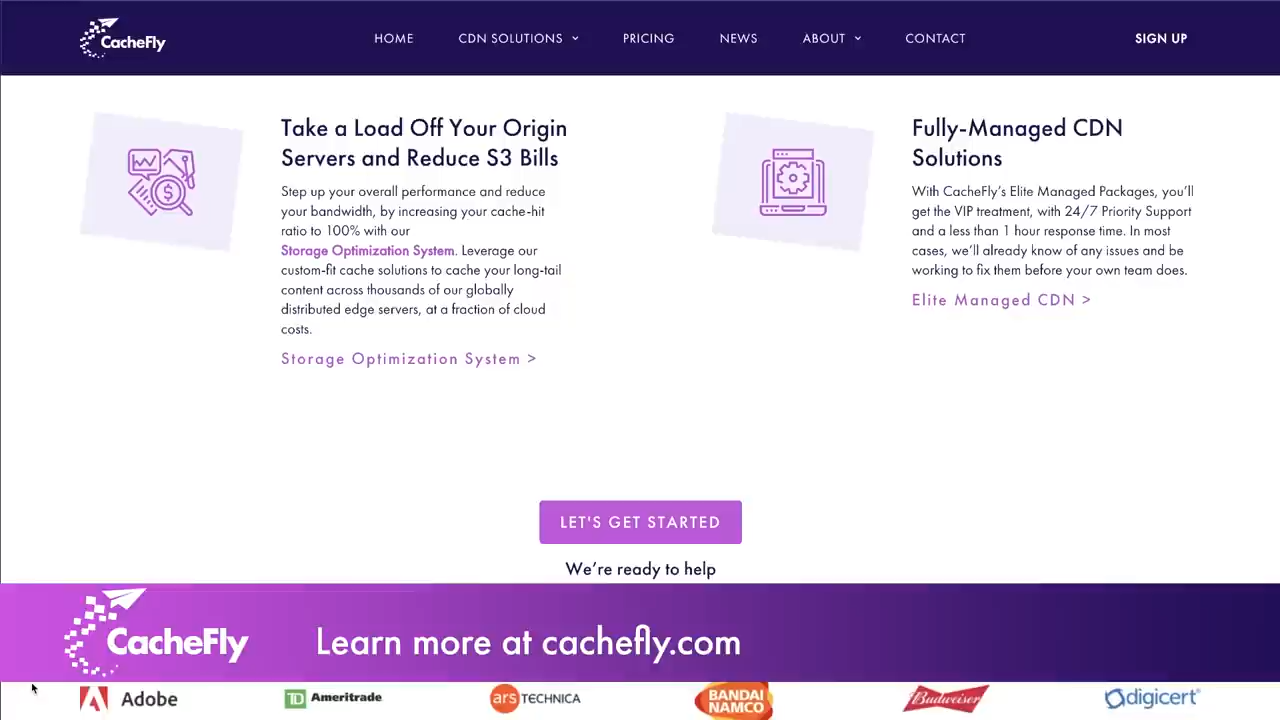 CacheFly
HOME
CDN SOLUTIONS
PRICING
NEWS
ABOUT
CONTACT
SIGN UP
Take a Load Off Your Origin
Servers and Reduce S3 Bills
Step up your overall performance and reduce
your bandwidth, by increasing your cache-hit
ratio to 100% with our
Storage Optimization System. Leverage our
custom-fit cache solutions to cache your long-tail
content across thousands of our globally
distributed edge servers, at a fraction of cloud
costs.
Storage Optimization System >
Fully-Managed CDN
Solutions
With CacheFly's Elite Managed Packages, you'll
get the VIP treatment, with 24/7 Priority Support
and a less than 1 hour response time. In most
cases, we'll already know of any issues and be
working to fix them before your own team does.
Elite Managed CDN >
LET'S GET STARTED
We're ready to help
CacheFly
Learn more at cachefly.com
Adobe
TD Ameritrade
ars TECHNICA
BANDAI
NAMCO
Budweiser
digicert